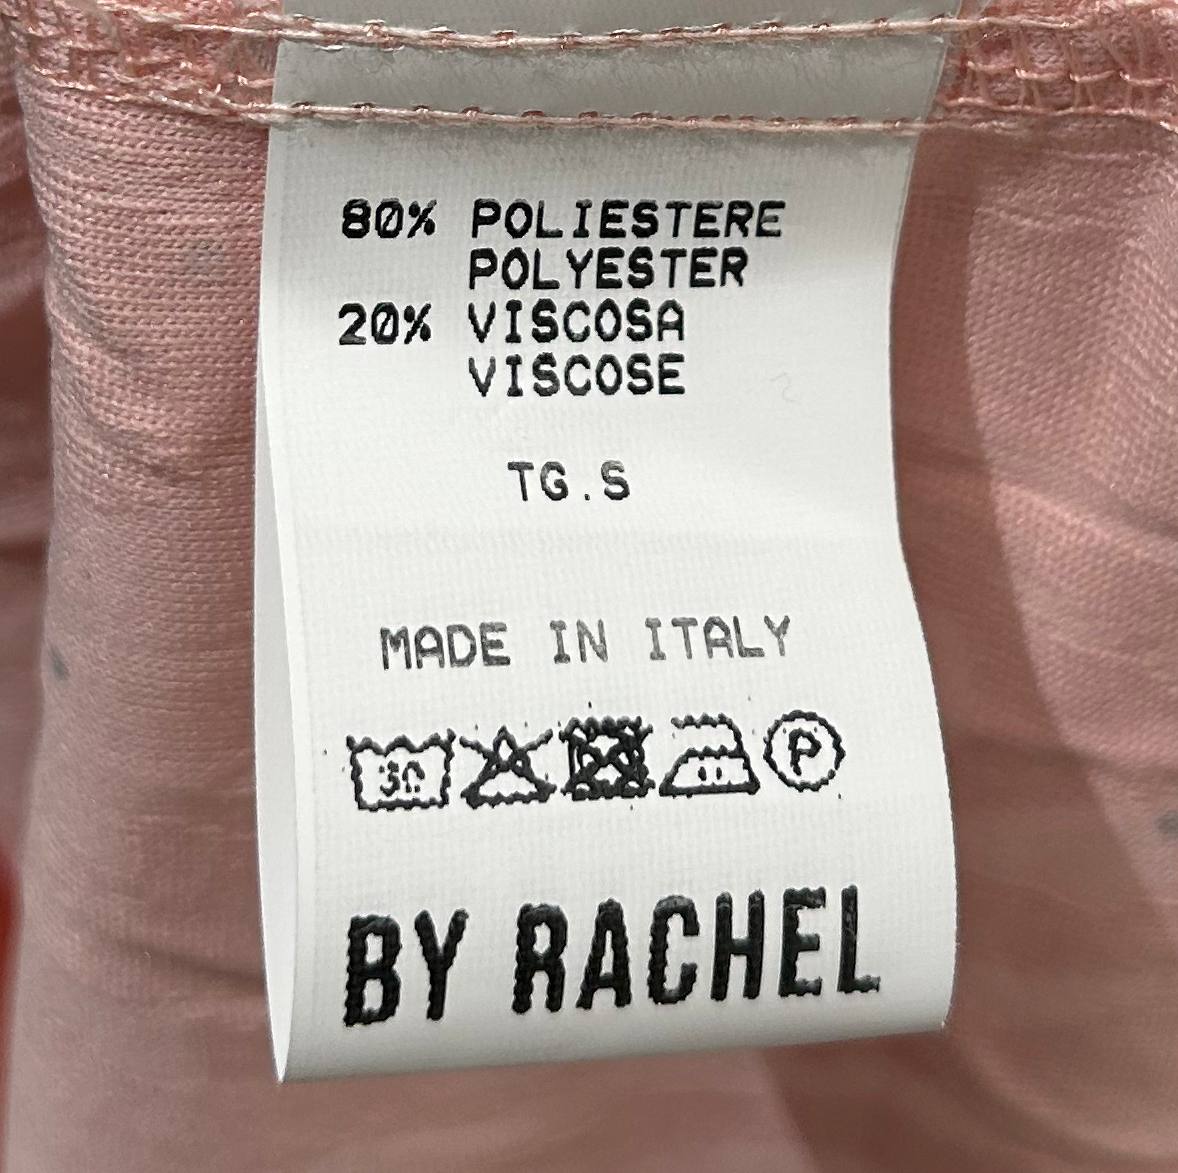 80% POLIESTERE
POLYESTER
20% VISCOSA
VISCOSE
TG.S
MADE IN ITALY
30 P
BY RACHEL